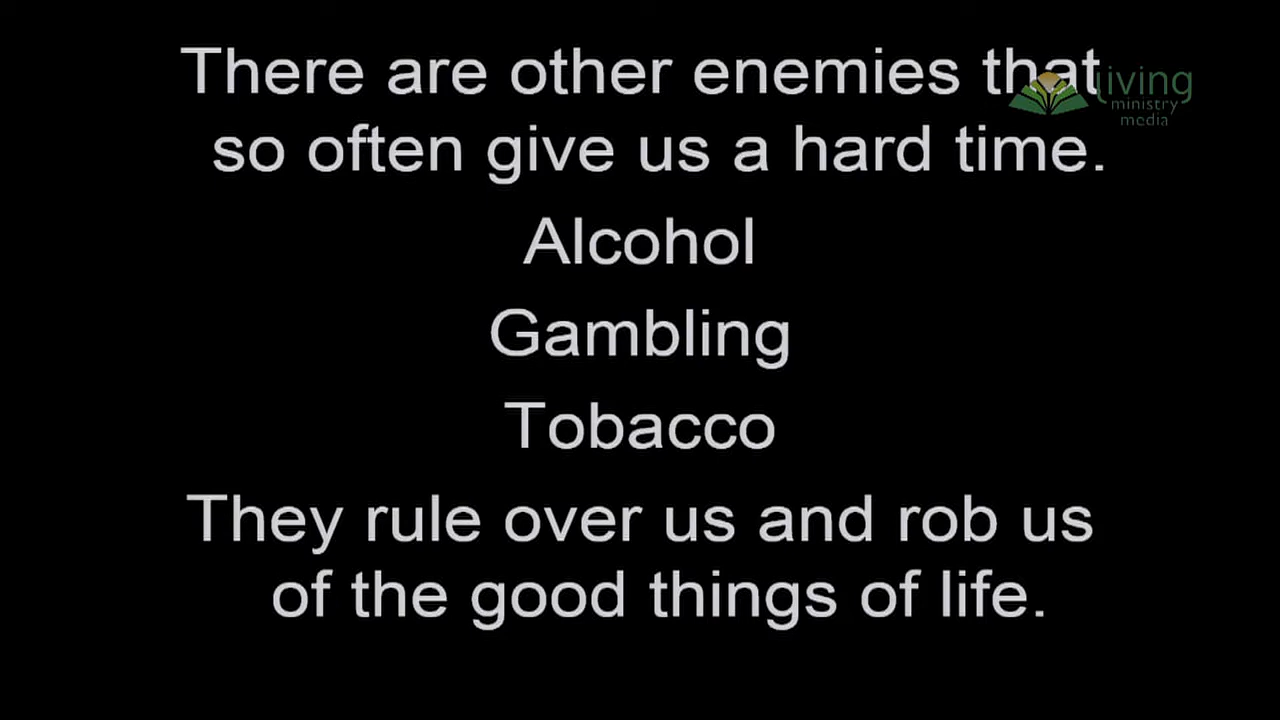 There are other enemies that
so often give us a hard time.
Alcohol
Gambling
Tobacco
They rule over us and rob us
of the good things of life.
living
ministry
media